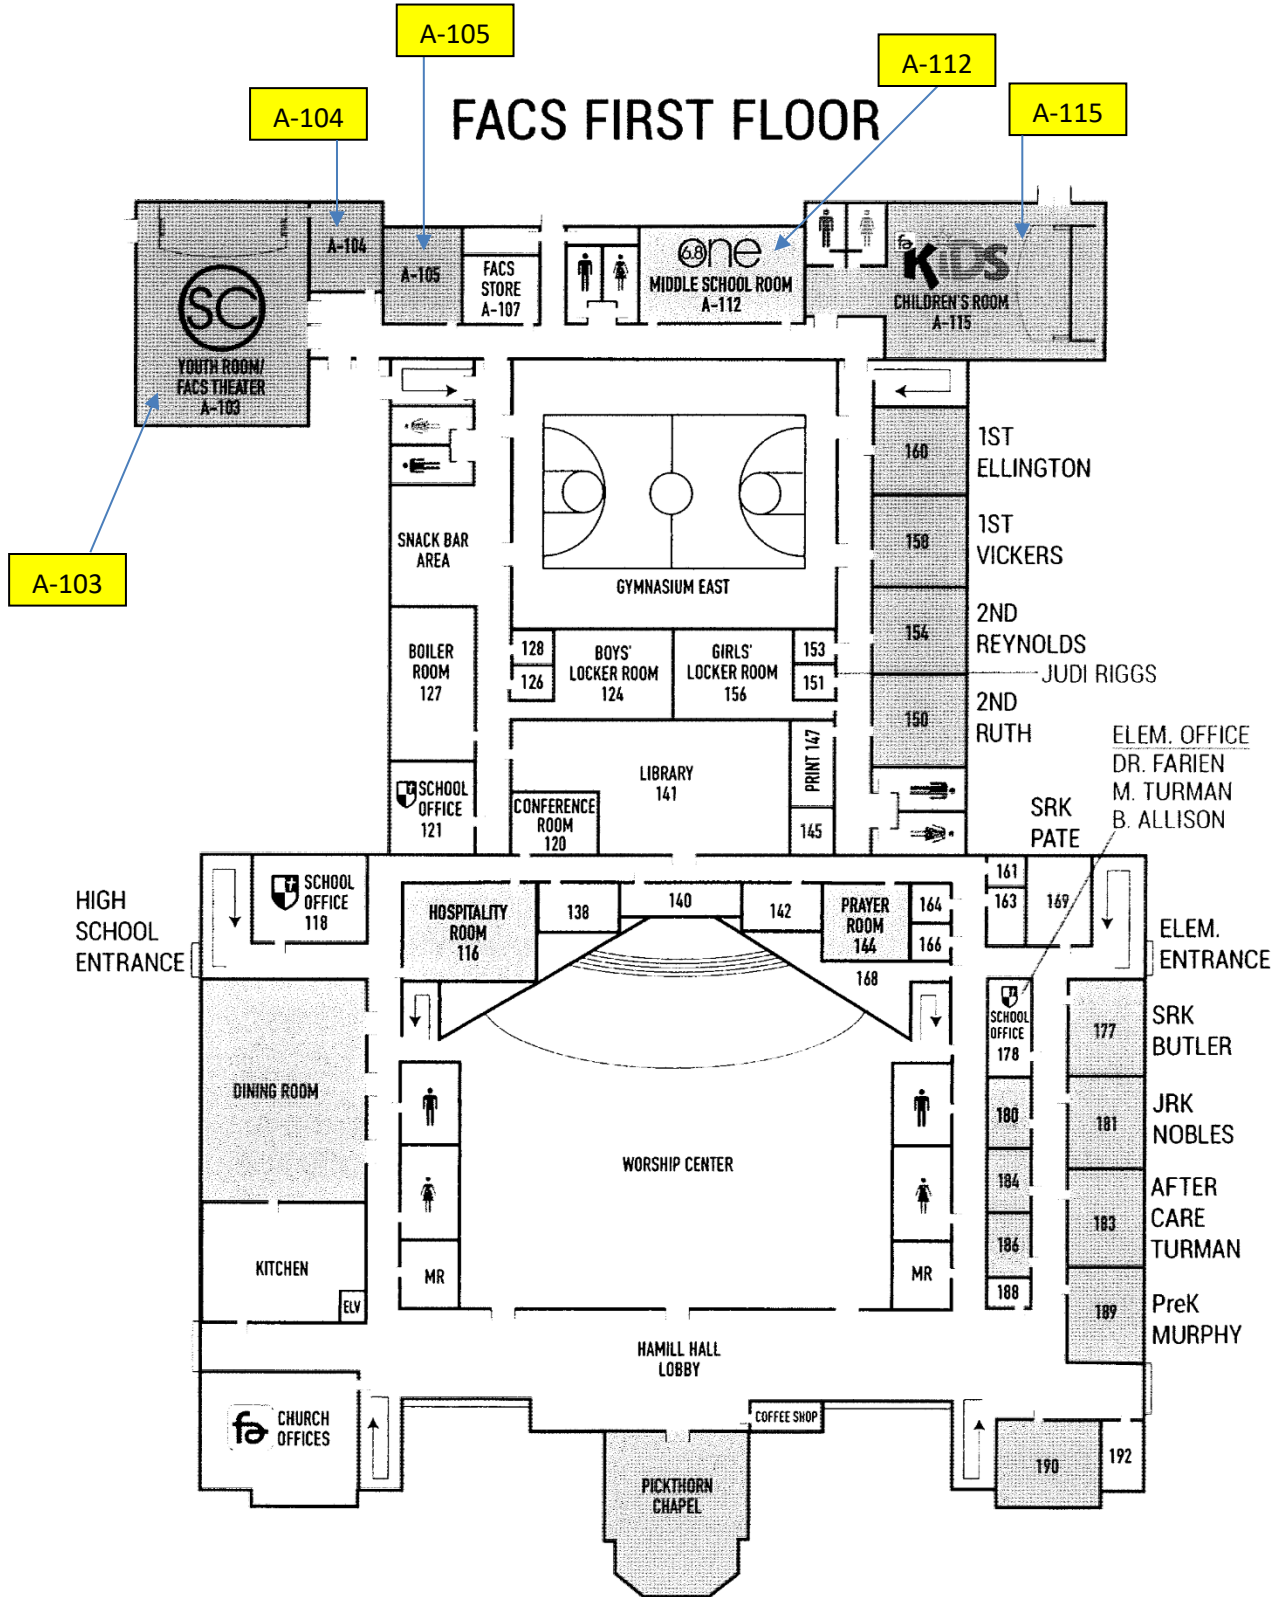 A-105
A-112
A-104
FACS FIRST FLOOR
A-115
A-104
A-105
FACS
STORE
A-107
6.8 one
MIDDLE SCHOOL ROOM
A-112
fa KiDS
CHILDREN'S ROOM
A-115
SC
YOUTH ROOM/
FACS THEATER
A-103
A-103
SNACK BAR
AREA
GYMNASIUM EAST
160
1ST
ELLINGTON
158
1ST
VICKERS
154
2ND
REYNOLDS
BOILER
ROOM
127
128
126
BOYS'
LOCKER ROOM
124
GIRLS'
LOCKER ROOM
156
153
151
JUDI RIGGS
150
2ND
RUTH
SCHOOL
OFFICE
121
CONFERENCE
ROOM
120
LIBRARY
141
PRINT 147
145
ELEM. OFFICE
DR. FARIEN
M. TURMAN
B. ALLISON
SRK
PATE
HIGH
SCHOOL
ENTRANCE
SCHOOL
OFFICE
118
HOSPITALITY
ROOM
116
138
140
142
PRAYER
ROOM
144
164
166
168
161
163
169
ELEM.
ENTRANCE
SCHOOL
OFFICE
178
177
SRK
BUTLER
DINING ROOM
180
181
JRK
NOBLES
WORSHIP CENTER
184
183
AFTER
CARE
TURMAN
186
KITCHEN
ELV
MR
MR
188
189
PreK
MURPHY
HAMILL HALL
LOBBY
fa
CHURCH
OFFICES
COFFEE SHOP
190
192
PICKTHORN
CHAPEL